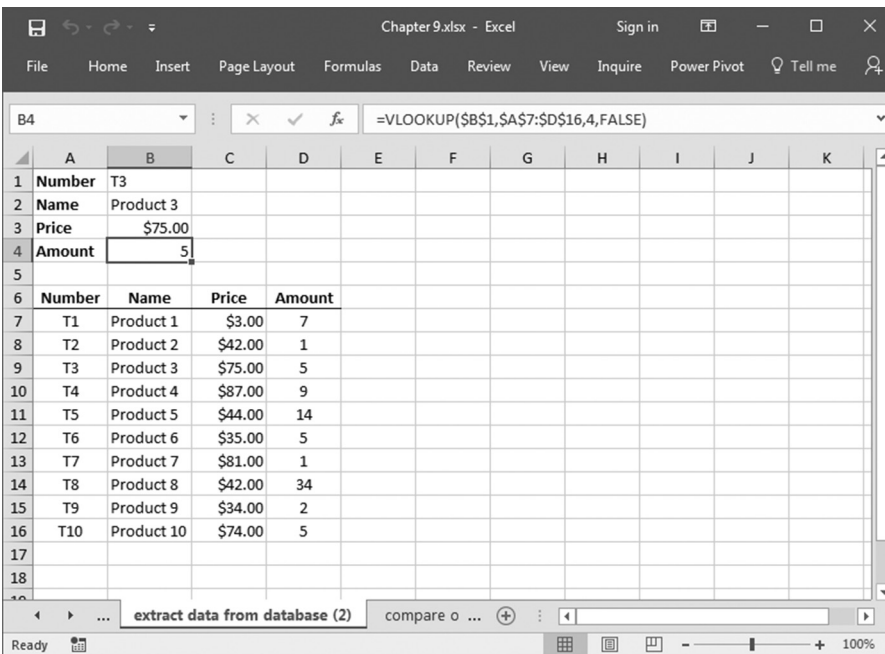 Chapter 9.xlsx - Excel Sign in
File Home Insert Page Layout Formulas Data Review View Inquire Power Pivot Tell me
B4 fx =VLOOKUP($B$1,$A$7:$D$16,4,FALSE)
A B C D E F G H I J K
1 Number T3
2 Name Product 3
3 Price $75.00
4 Amount 5
5
6 Number Name Price Amount
7 T1 Product 1 $3.00 7
8 T2 Product 2 $42.00 1
9 T3 Product 3 $75.00 5
10 T4 Product 4 $87.00 9
11 T5 Product 5 $44.00 14
12 T6 Product 6 $35.00 5
13 T7 Product 7 $81.00 1
14 T8 Product 8 $42.00 34
15 T9 Product 9 $34.00 2
16 T10 Product 10 $74.00 5
17
18
... extract data from database (2) compare o ...
Ready 100%